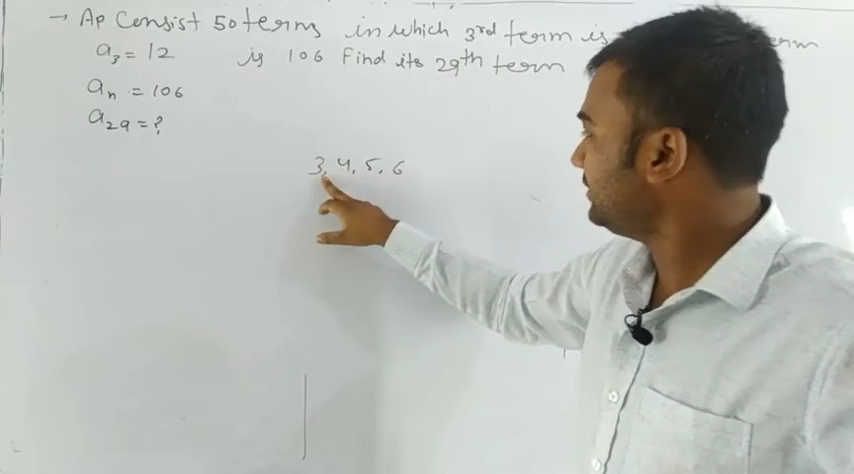 → Ap Consist 50 terms in which 3rd term is
a₃ = 12 is 106 Find its 29th term
aₙ = 106
a₂₉ = ?
3, 4, 5, 6